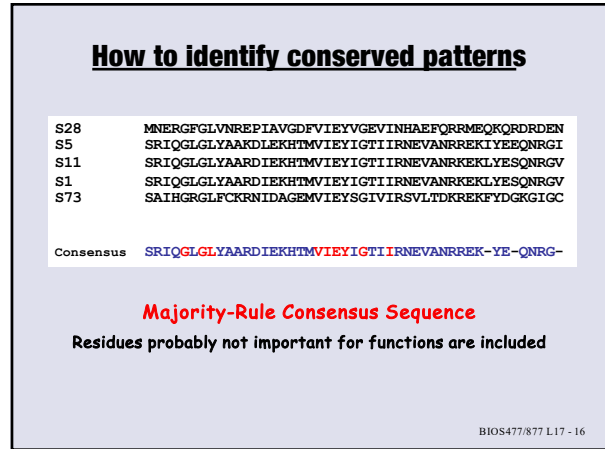 How to identify conserved patterns
S28 MNERGFGLVNREPIAVGDFVIEYVGEVINHAEFQRRMEQKQRDRDEN
S5 SRIQGLGLYAAKDLEKHTMVIEYIGTIIRNEVANRREKIYEEQNRGI
S11 SRIQGLGLYAARDIEKHTMVIEYIGTIIRNEVANRKEKLYESQNRGV
S1 SRIQGLGLYAARDIEKHTMVIEYIGTIIRNEVANRKEKLYESQNRGV
S73 SAIHGRGLFCKRNIDAGEMVIEYSGIVIRSVLTDKREKFYDGKGIGC
Consensus SRIQGLGLYAARDIEKHTMVIEYIGTIIRNEVANRREK-YE-QNRG-
Majority-Rule Consensus Sequence
Residues probably not important for functions are included
BIOS477/877 L17 - 16